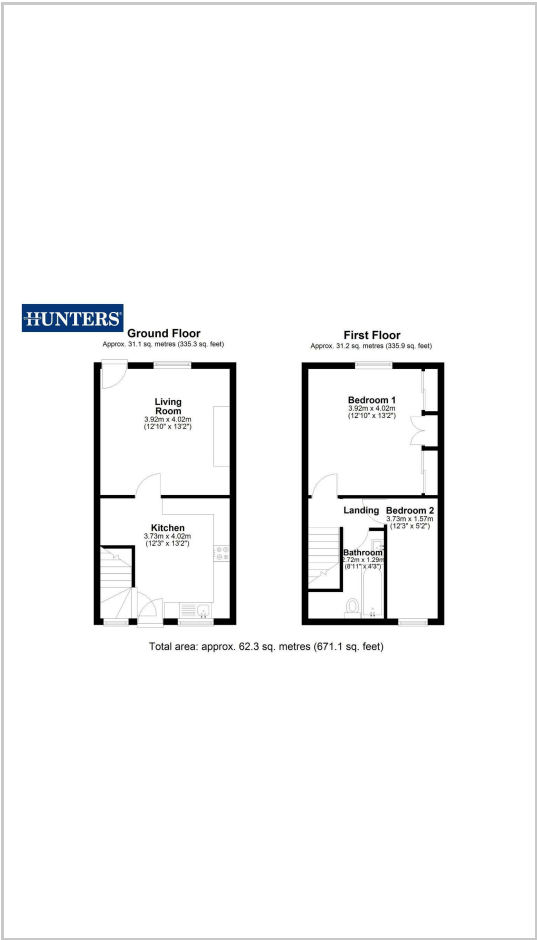 HUNTERS
Ground Floor
Approx. 31.1 sq. metres (335.3 sq. feet)
Living
Room
3.92m x 4.02m
(12'10" x 13'2")
Kitchen
3.73m x 4.02m
(12'3" x 13'2")
First Floor
Approx. 31.2 sq. metres (335.9 sq. feet)
Bedroom 1
3.92m x 4.02m
(12'10" x 13'2")
Landing
Bedroom 2
3.73m x 1.57m
(12'3" x 5'2")
Bathroom
2.72m x 1.29m
(8'11" x 4'3")
Total area: approx. 62.3 sq. metres (671.1 sq. feet)